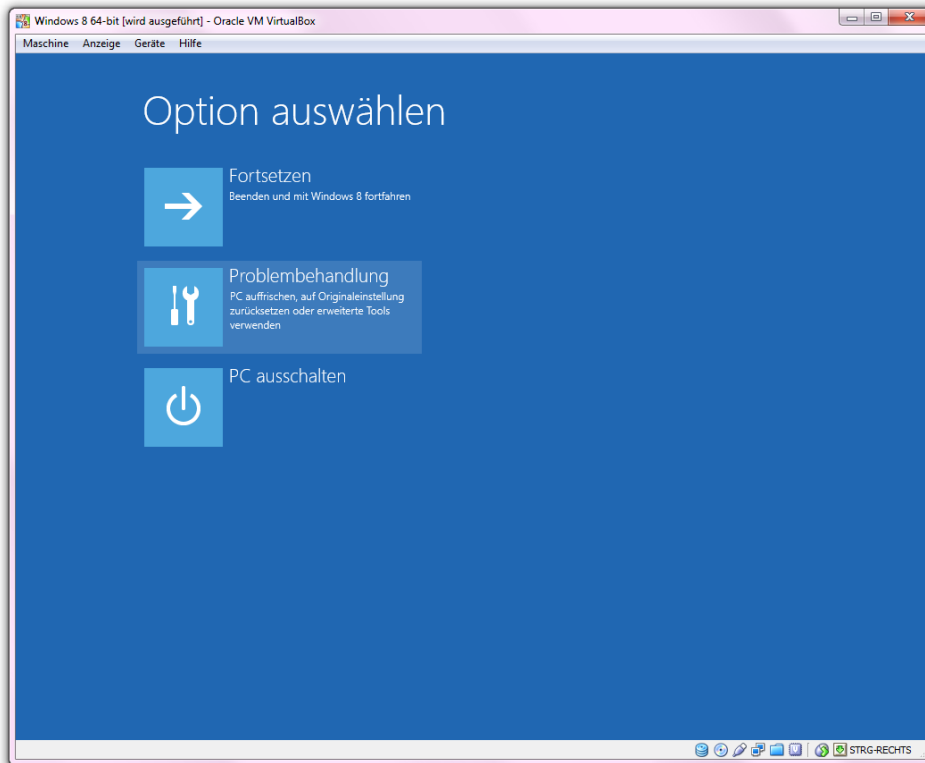 Windows 8 64-bit [wird ausgeführt] - Oracle VM VirtualBox
Maschine Anzeige Geräte Hilfe
Option auswählen
Fortsetzen
Beenden und mit Windows 8 fortfahren
Problembehandlung
PC auffrischen, auf Originaleinstellung
zurücksetzen oder erweiterte Tools
verwenden
PC ausschalten
STRG-RECHTS